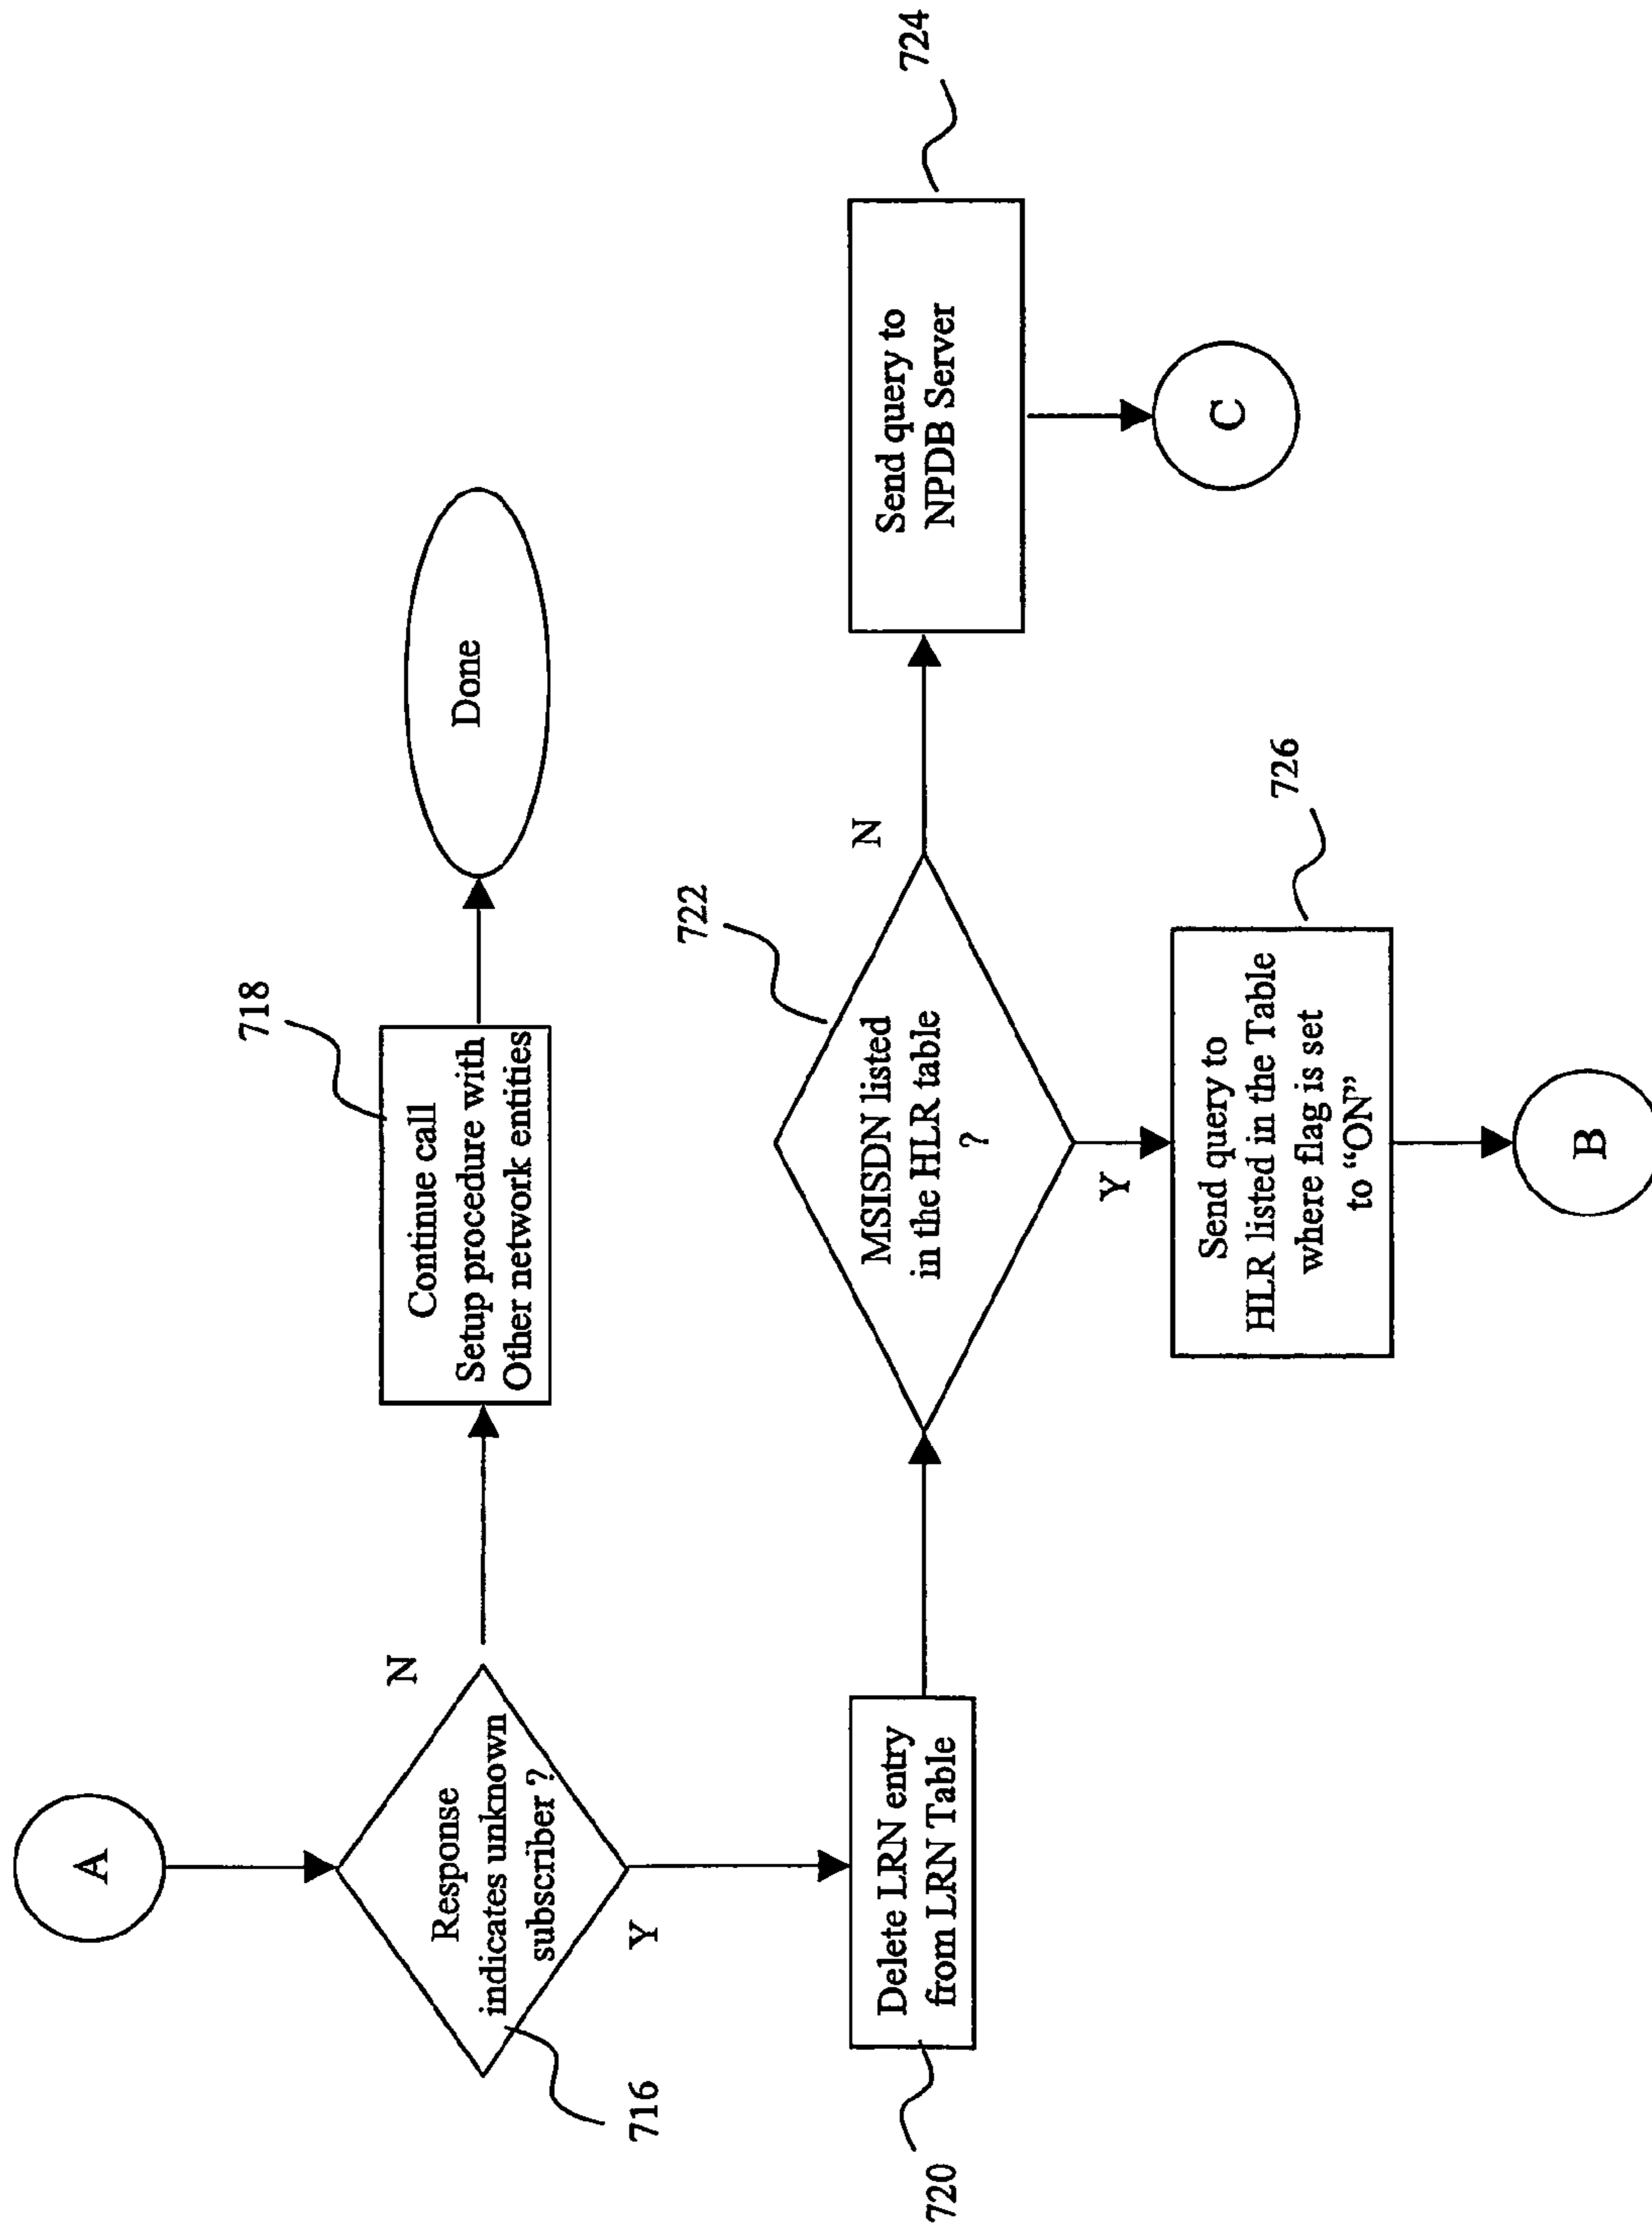 A
Response
indicates unknown
subscriber ?
716
N
Y
718
Continue call
Setup procedure with
Other network entities
Done
Delete LRN entry
from LRN Table
720
722
MSISDN listed
in the HLR table
?
N
Y
Send query to
NPDB Server
724
C
Send query to
HLR listed in the Table
where flag is set
to “ON”
726
B